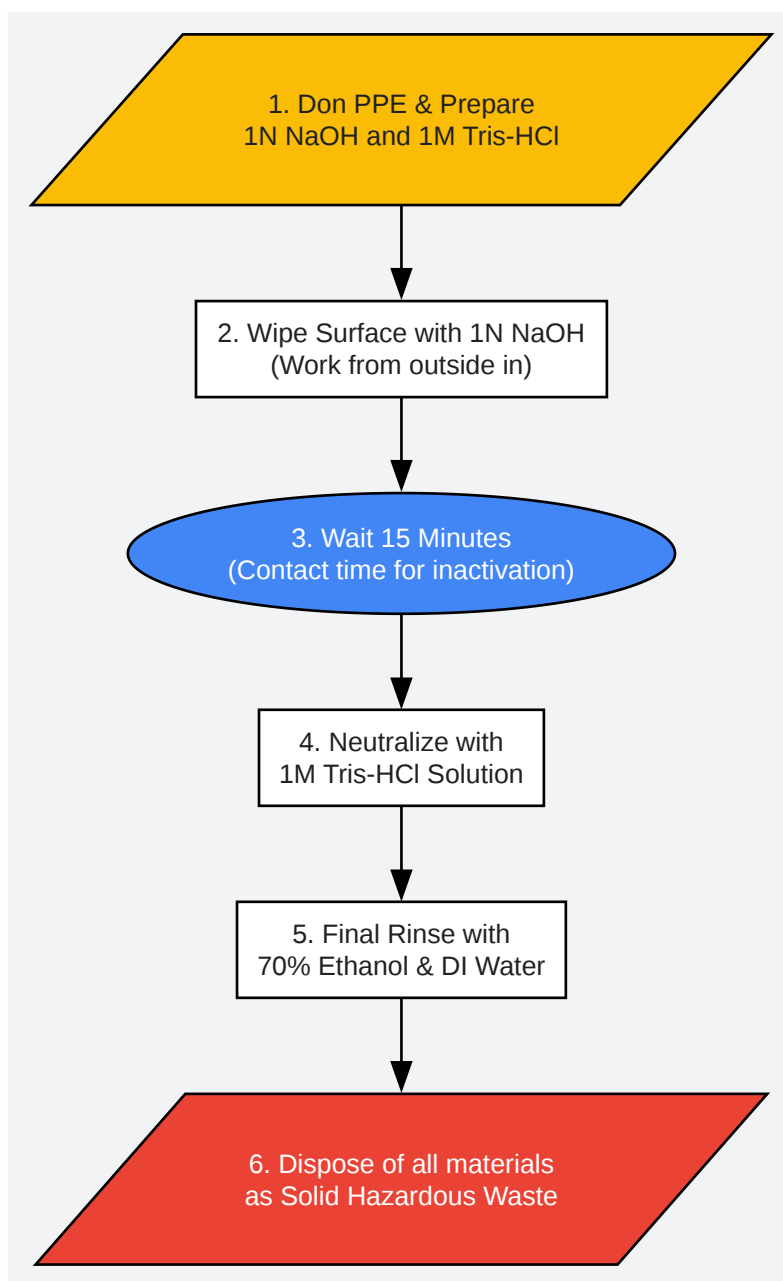 1. Don PPE & Prepare
1N NaOH and 1M Tris-HCl
2. Wipe Surface with 1N NaOH
(Work from outside in)
3. Wait 15 Minutes
(Contact time for inactivation)
4. Neutralize with
1M Tris-HCl Solution
5. Final Rinse with
70% Ethanol & DI Water
6. Dispose of all materials
as Solid Hazardous Waste